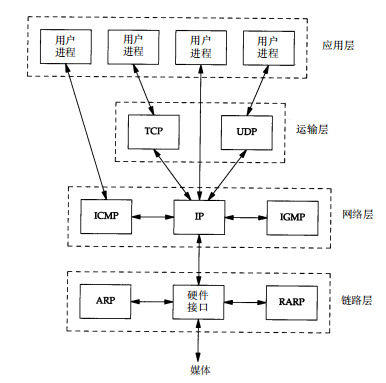 用户
进程
用户
进程
用户
进程
用户
进程
应用层
TCP
UDP
运输层
ICMP
IP
IGMP
网络层
ARP
硬件
接口
RARP
链路层
媒体